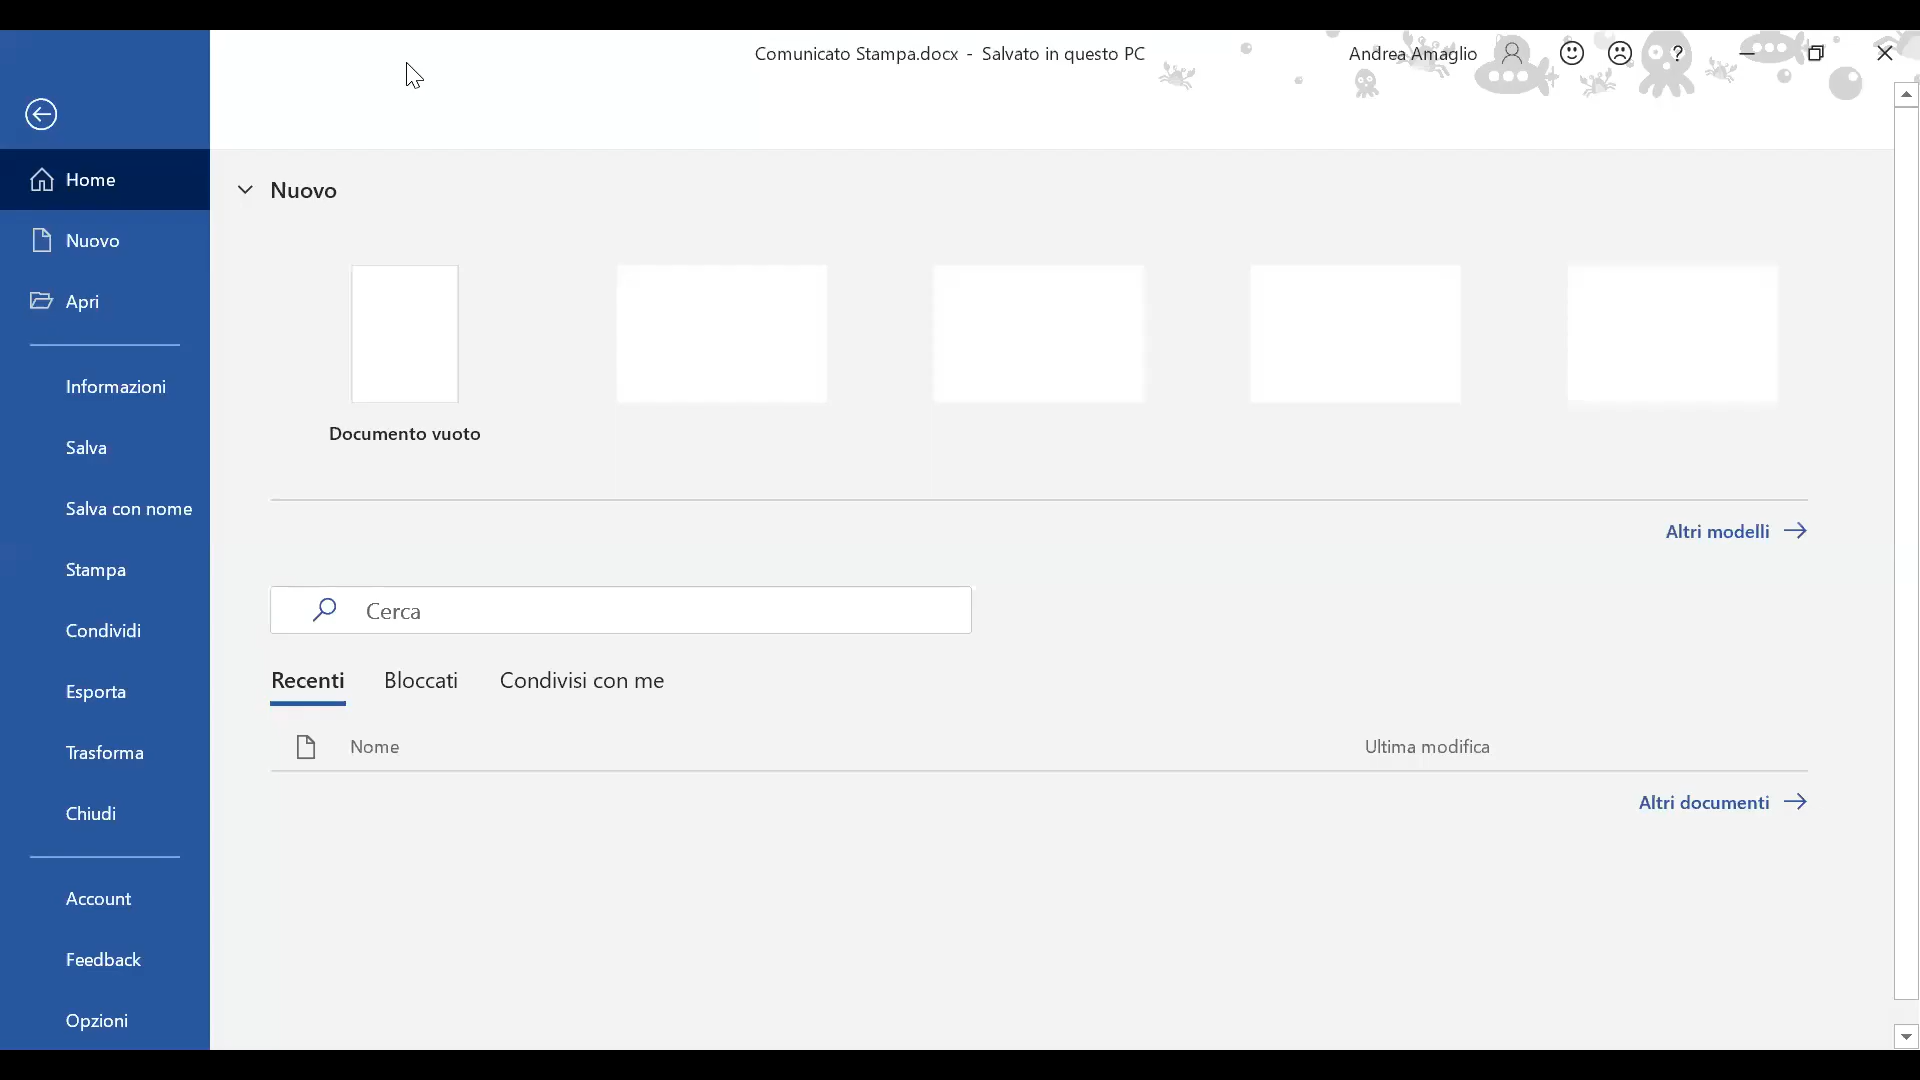 Comunicato Stampa.docx - Salvato in questo PC
Andrea Amaglio
?
Home
Nuovo
Apri
Informazioni
Salva
Salva con nome
Stampa
Condividi
Esporta
Trasforma
Chiudi
Account
Feedback
Opzioni
Nuovo
Documento vuoto
Altri modelli
Cerca
Recenti Bloccati Condivisi con me
Nome Ultima modifica
Altri documenti